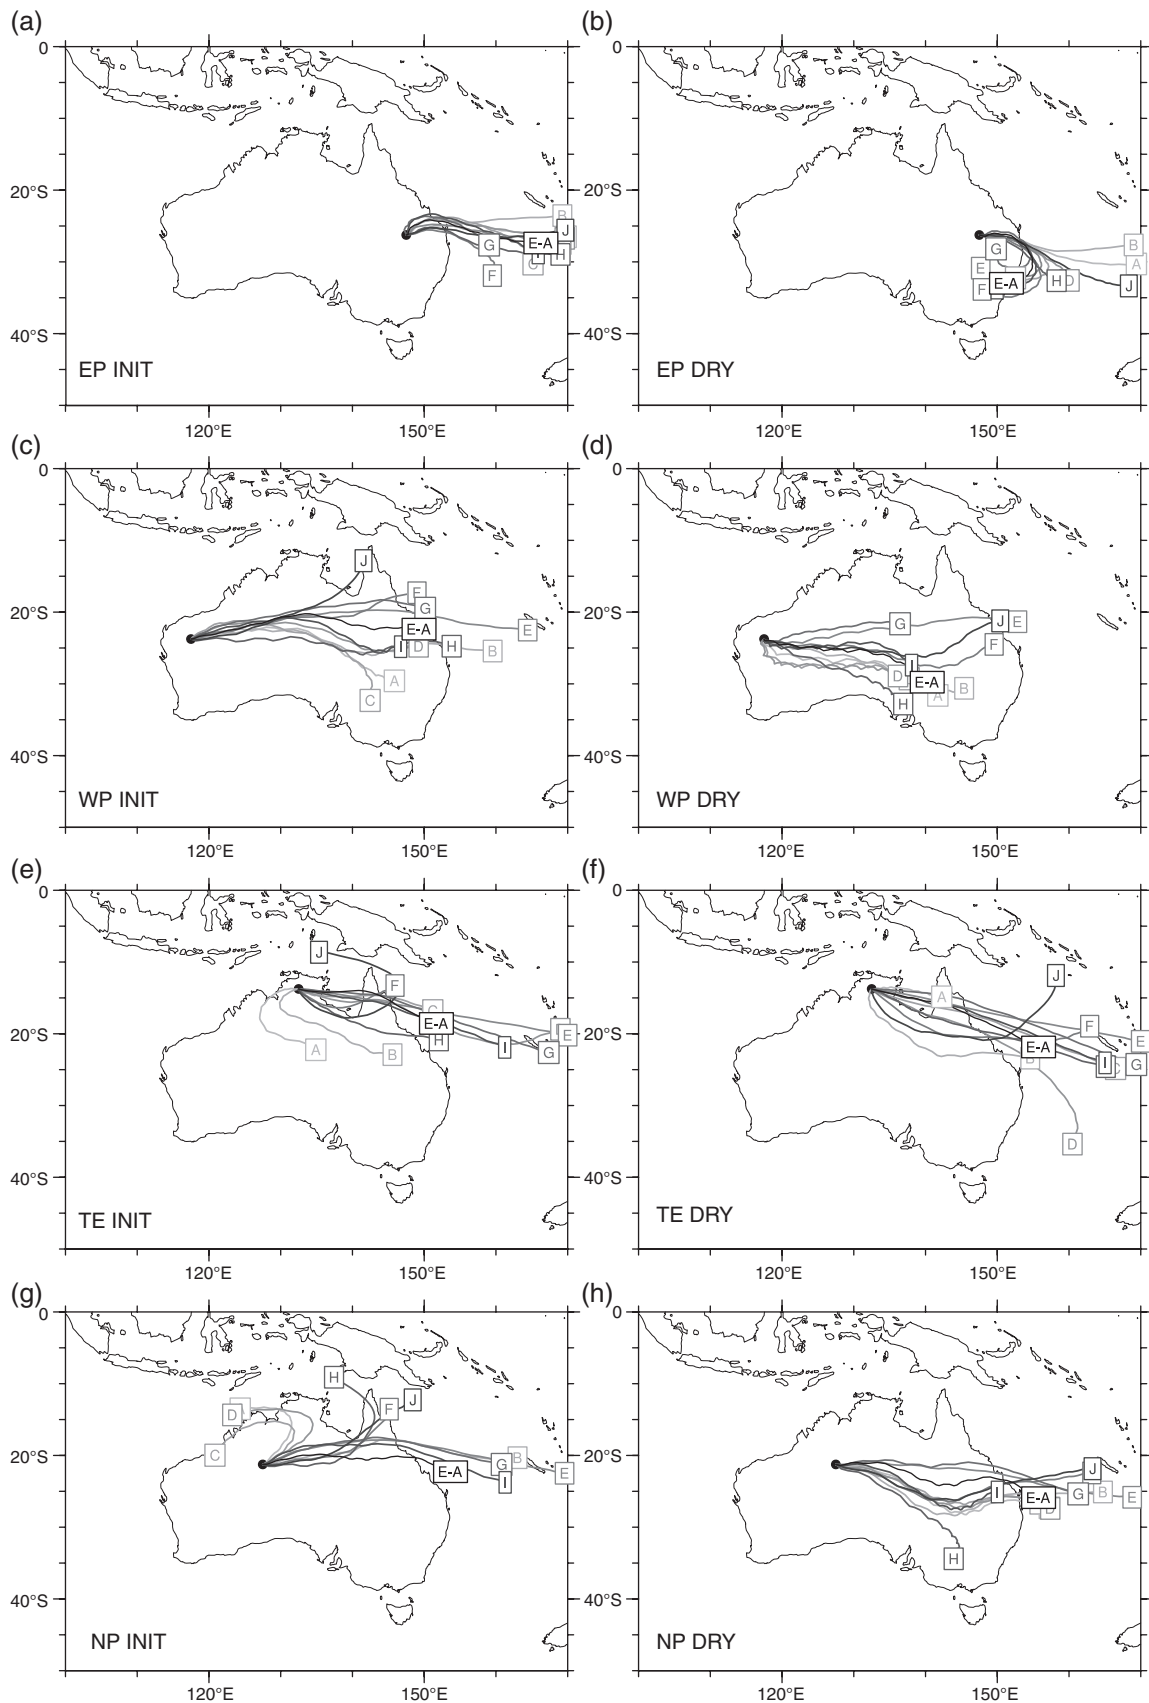 (a) (b)
0 0
20°S 20°S
B J E-A G H F
B A G E E-A F H D J
40°S 40°S
EP INIT EP DRY
120°E 150°E 120°E 150°E
(c) (d)
0 0
J G E-A E I D H B A C
20°S 20°S
G J E F I D E-A A B H
40°S 40°S
WP INIT WP DRY
120°E 150°E 120°E 150°E
(e) (f)
0 0
J F E-A E H I G A B
20°S 20°S
J A F E E-A I G D
40°S 40°S
TE INIT TE DRY
120°E 150°E 120°E 150°E
(g) (h)
0 0
H J F D C B G E-A E I
20°S 20°S
J I E-A G B E D H
40°S 40°S
NP INIT NP DRY
120°E 150°E 120°E 150°E